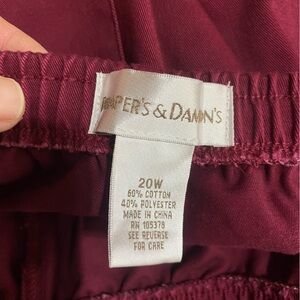 DRAPER'S & DAMON'S
20W
60% COTTON
40% POLYESTER
MADE IN CHINA
RN 105378
SEE REVERSE
FOR CARE